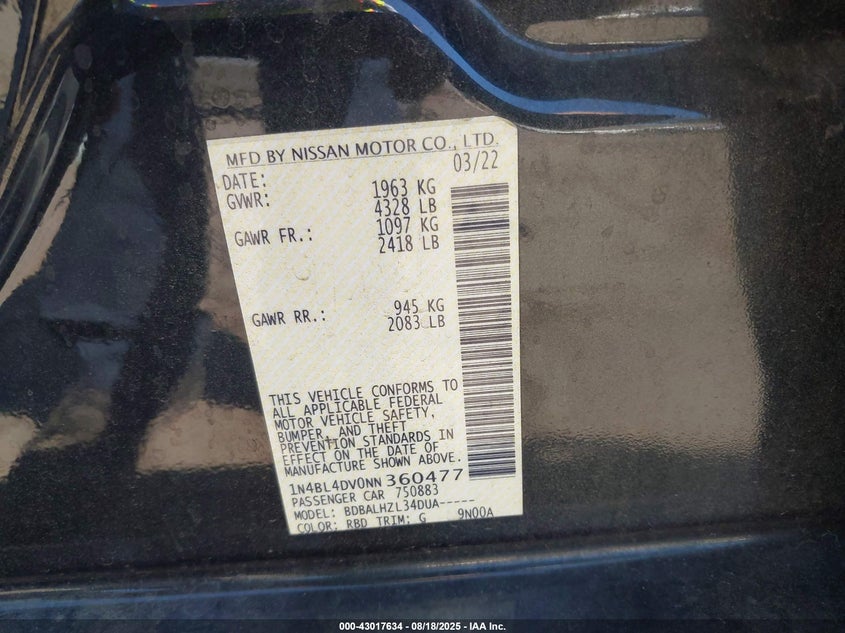 MFD BY NISSAN MOTOR CO., LTD.
DATE: 03/22
GVWR: 1963 KG
4328 LB
GAWR FR.: 1097 KG
2418 LB
GAWR RR.: 945 KG
2083 LB
THIS VEHICLE CONFORMS TO
ALL APPLICABLE FEDERAL
MOTOR VEHICLE SAFETY,
BUMPER, AND THEFT
PREVENTION STANDARDS IN
EFFECT ON THE DATE OF
MANUFACTURE SHOWN ABOVE.
1N4BL4DV0NN360477
PASSENGER CAR 750883
MODEL: BDBALHZL34DUA-----
COLOR: RBD TRIM: G 9N00A
000-43017634 - 08/18/2025 - IAA Inc.